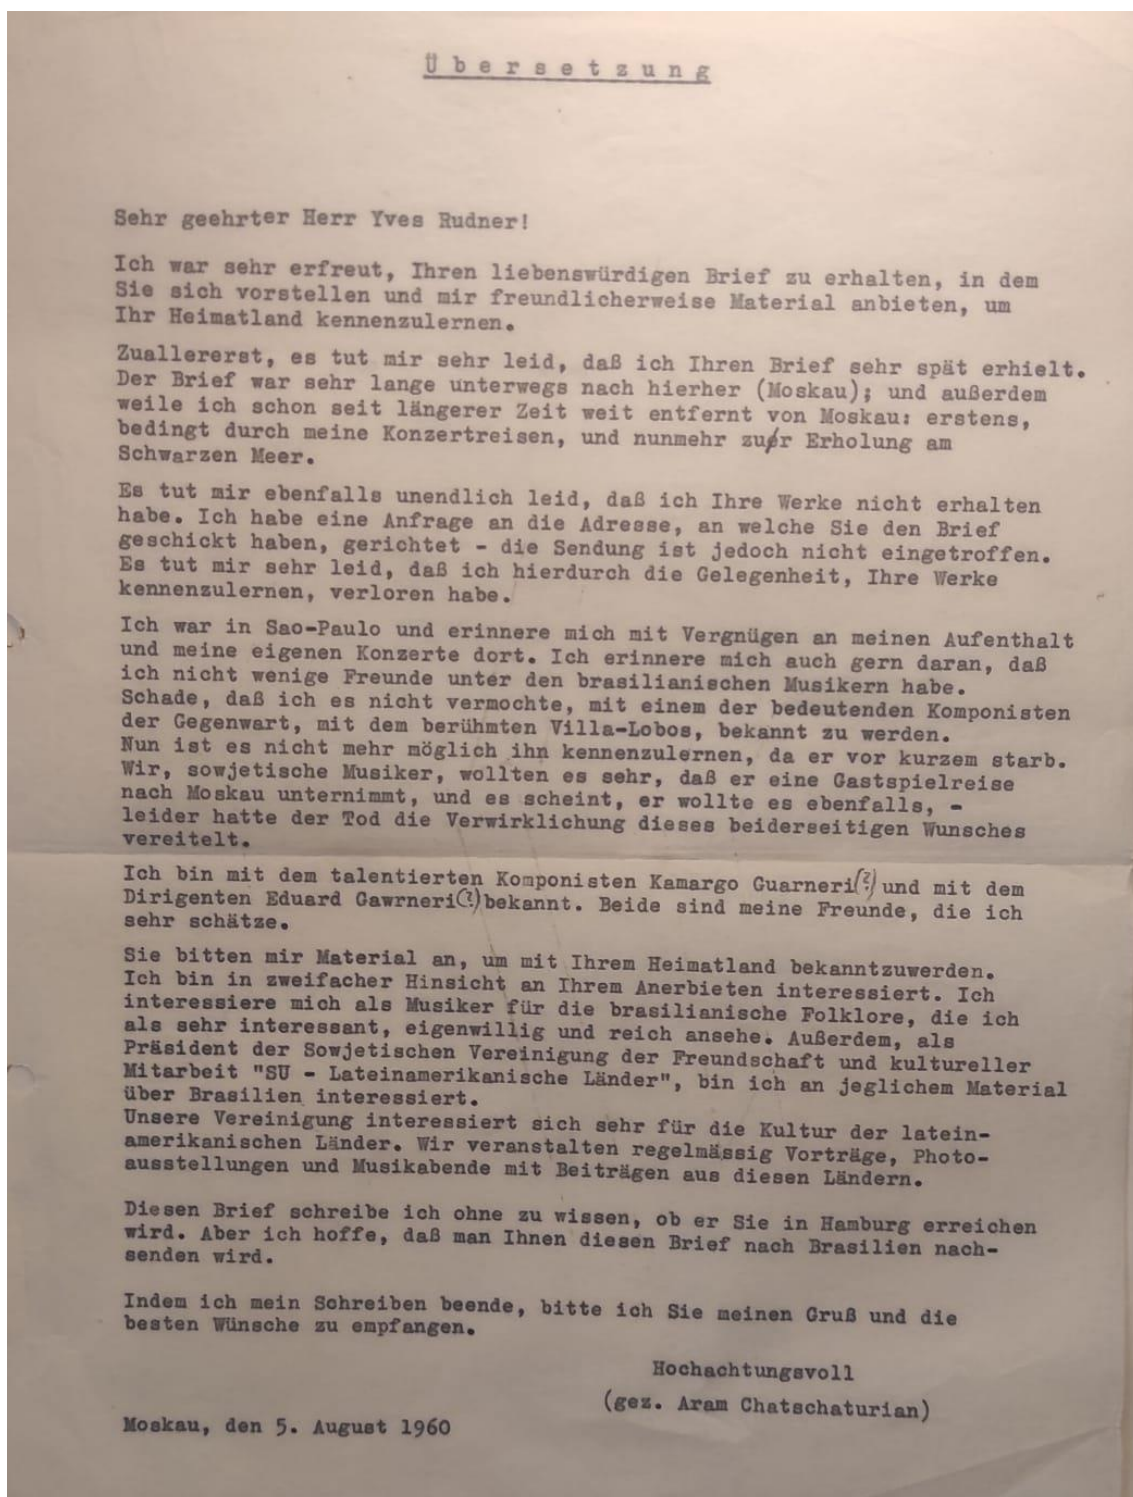 Übersetzung
Sehr geehrter Herr Yves Rudner!
Ich war sehr erfreut, Ihren liebenswürdigen Brief zu erhalten, in dem
Sie sich vorstellen und mir freundlicherweise Material anbieten, um
Ihr Heimatland kennenzulernen.
Zuallererst, es tut mir sehr leid, daß ich Ihren Brief sehr spät erhielt.
Der Brief war sehr lange unterwegs nach hierher (Moskau); und außerdem
weile ich schon seit längerer Zeit weit entfernt von Moskau: erstens,
bedingt durch meine Konzertreisen, und nunmehr zur Erholung am
Schwarzen Meer.
Es tut mir ebenfalls unendlich leid, daß ich Ihre Werke nicht erhalten
habe. Ich habe eine Anfrage an die Adresse, an welche Sie den Brief
geschickt haben, gerichtet - die Sendung ist jedoch nicht eingetroffen.
Es tut mir sehr leid, daß ich hierdurch die Gelegenheit, Ihre Werke
kennenzulernen, verloren habe.
Ich war in Sao-Paulo und erinnere mich mit Vergnügen an meinen Aufenthalt
und meine eigenen Konzerte dort. Ich erinnere mich auch gern daran, daß
ich nicht wenige Freunde unter den brasilianischen Musikern habe.
Schade, daß ich es nicht vermochte, mit einem der bedeutenden Komponisten
der Gegenwart, mit dem berühmten Villa-Lobos, bekannt zu werden.
Nun ist es nicht mehr möglich ihn kennenzulernen, da er vor kurzem starb.
Wir, sowjetische Musiker, wollten es sehr, daß er eine Gastspielreise
nach Moskau unternimmt, und es scheint, er wollte es ebenfalls, -
leider hatte der Tod die Verwirklichung dieses beiderseitigen Wunsches
vereitelt.
Ich bin mit dem talentierten Komponisten Kamargo Guarneri(?) und mit dem
Dirigenten Eduard Gawrneri(?) bekannt. Beide sind meine Freunde, die ich
sehr schätze.
Sie bitten mir Material an, um mit Ihrem Heimatland bekanntzuwerden.
Ich bin in zweifacher Hinsicht an Ihrem Anerbieten interessiert. Ich
interessiere mich als Musiker für die brasilianische Folklore, die ich
als sehr interessant, eigenwillig und reich ansehe. Außerdem, als
Präsident der Sowjetischen Vereinigung der Freundschaft und kultureller
Mitarbeit "SU - Lateinamerikanische Länder", bin ich an jeglichem Material
über Brasilien interessiert.
Unsere Vereinigung interessiert sich sehr für die Kultur der latein-
amerikanischen Länder. Wir veranstalten regelmässig Vorträge, Photo-
ausstellungen und Musikabende mit Beiträgen aus diesen Ländern.
Diesen Brief schreibe ich ohne zu wissen, ob er Sie in Hamburg erreichen
wird. Aber ich hoffe, daß man Ihnen diesen Brief nach Brasilien nach-
senden wird.
Indem ich mein Schreiben beende, bitte ich Sie meinen Gruß und die
besten Wünsche zu empfangen.
Hochachtungsvoll
(gez. Aram Chatschaturian)
Moskau, den 5. August 1960